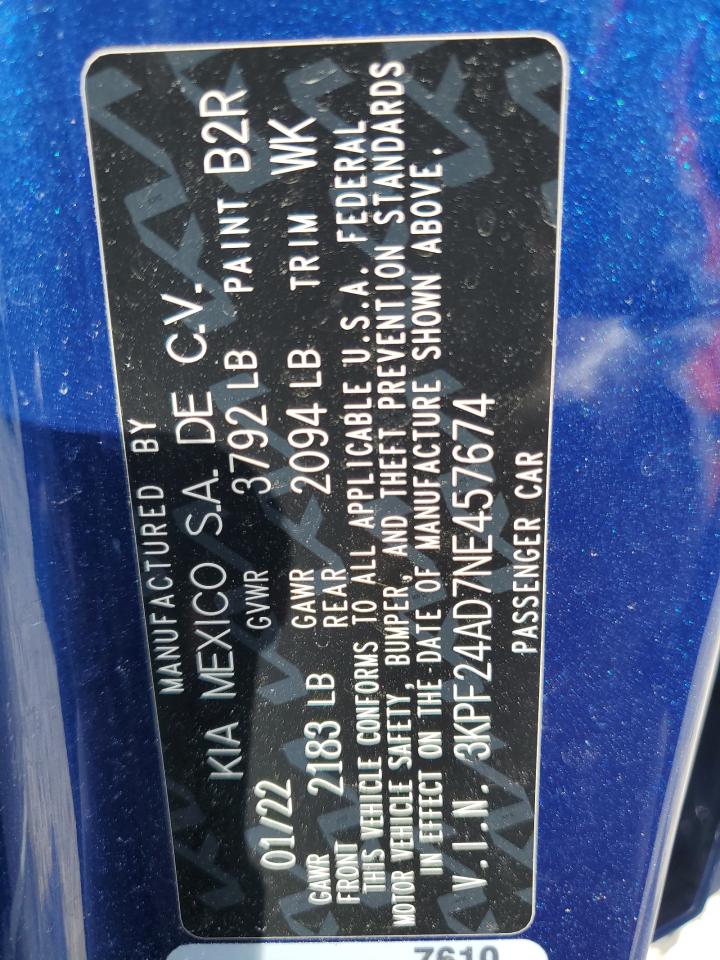 MANUFACTURED BY
KIA MEXICO S.A. DE C.V.
01/22 GVWR 3792 LB PAINT B2R
GAWR FRONT 2183 LB GAWR REAR 2094 LB TRIM WK
THIS VEHICLE CONFORMS TO ALL APPLICABLE U.S.A. FEDERAL
MOTOR VEHICLE SAFETY, BUMPER, AND THEFT PREVENTION STANDARDS
IN EFFECT ON THE DATE OF MANUFACTURE SHOWN ABOVE.
V.I.N. 3KPF24AD7NE457674
PASSENGER CAR
7610